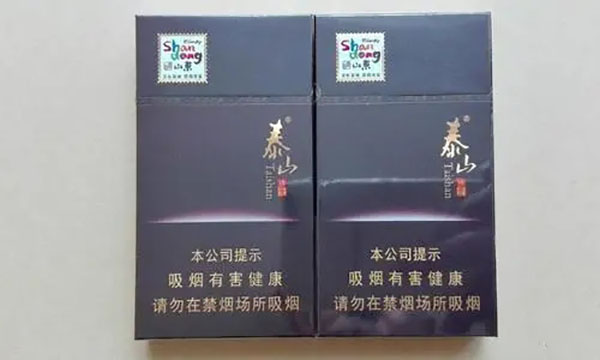 Shan
dong
山东
泰山
Taishan
本公司提示
吸烟有害健康
请勿在禁烟场所吸烟
Shan
dong
山东
泰山
Taishan
本公司提示
吸烟有害健康
请勿在禁烟场所吸烟